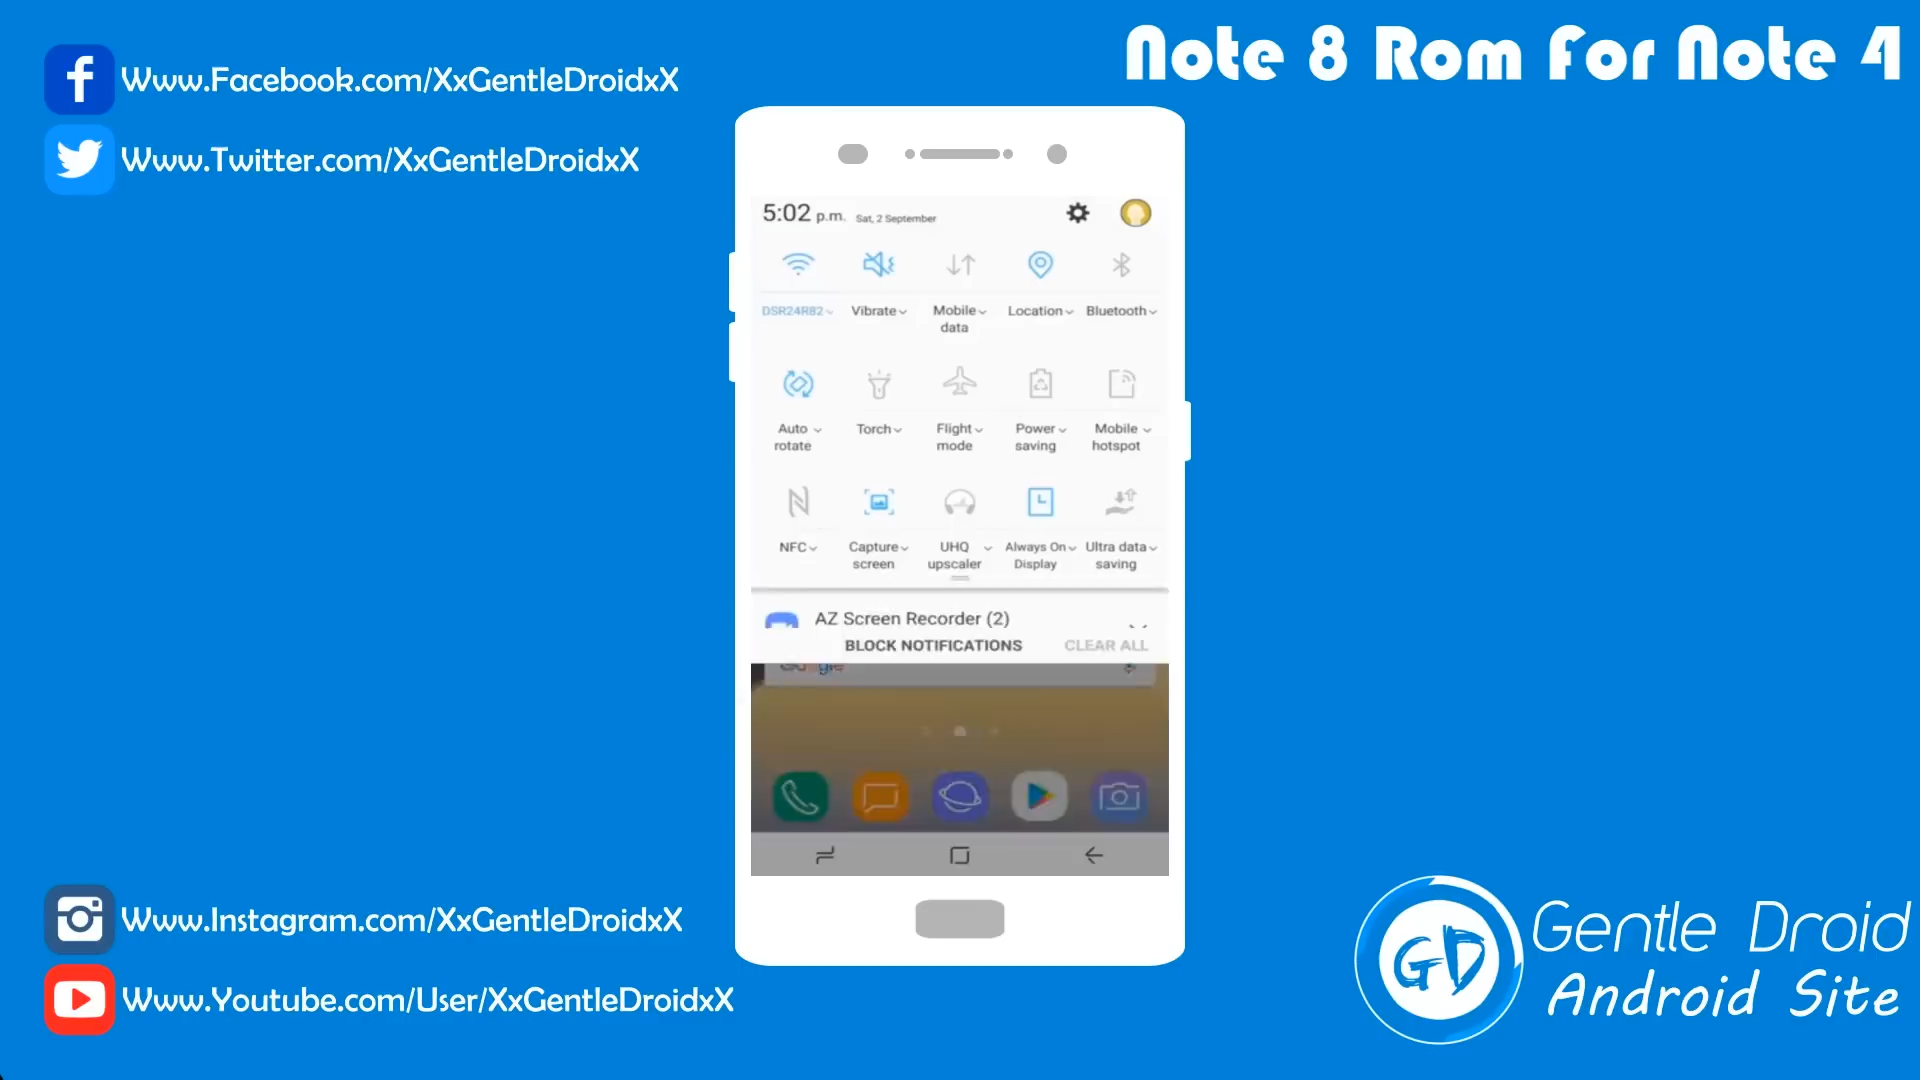 Www.Facebook.com/XxGentleDroidxX
Www.Twitter.com/XxGentleDroidxX
Note 8 Rom For Note 4
5:02 p.m. Sat, 2 September
DSR24R82 Vibrate Mobile data Location Bluetooth
Auto rotate Torch Flight mode Power saving Mobile hotspot
NFC Capture screen UHQ upscaler Always On Display Ultra data saving
AZ Screen Recorder (2)
BLOCK NOTIFICATIONS CLEAR ALL
Google
Www.Instagram.com/XxGentleDroidxX
Www.Youtube.com/User/XxGentleDroidxX
GD
Gentle Droid
Android Site